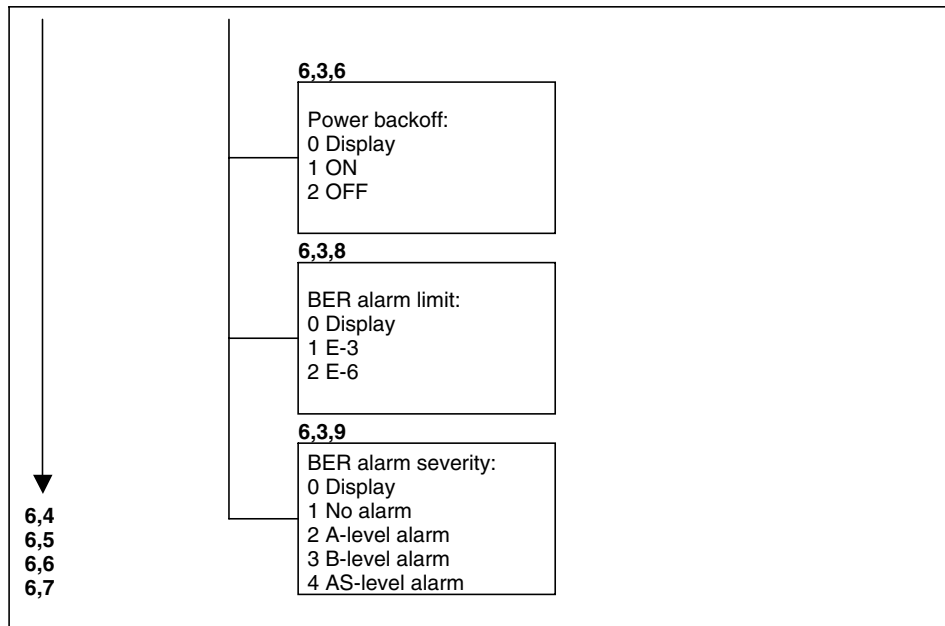 6,3,6
Power backoff:
0 Display
1 ON
2 OFF
6,3,8
BER alarm limit:
0 Display
1 E-3
2 E-6
6,3,9
BER alarm severity:
0 Display
1 No alarm
2 A-level alarm
3 B-level alarm
4 AS-level alarm
6,4
6,5
6,6
6,7